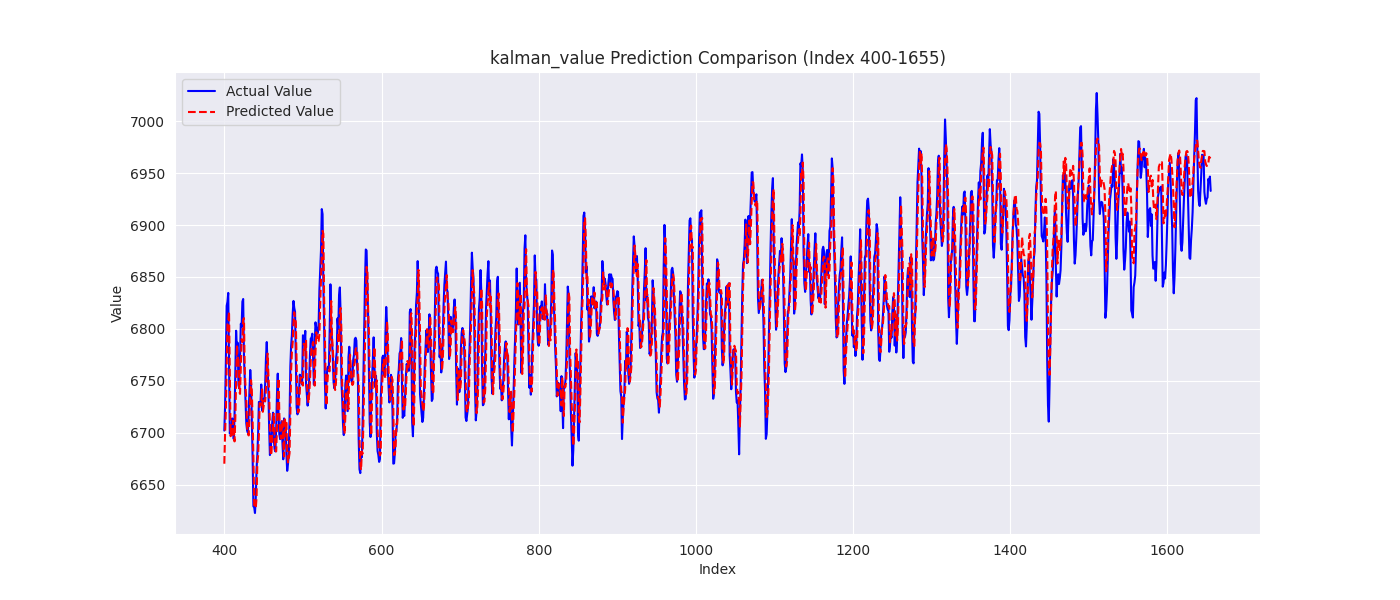 kalman_value Prediction Comparison (Index 400-1655)
Actual Value
Predicted Value
7000
6950
6900
6850
6800
6750
6700
6650
Value
400 600 800 1000 1200 1400 1600
Index